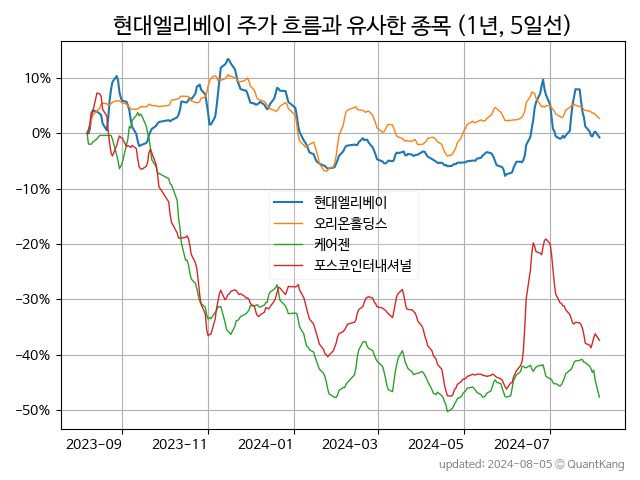 현대엘리베이 주가 흐름과 유사한 종목 (1년, 5일선)
10%
0%
−10%
−20%
−30%
−40%
−50%
현대엘리베이
오리온홀딩스
케어젠
포스코인터내셔널
2023-09 2023-11 2024-01 2024-03 2024-05 2024-07
updated: 2024-08-05 © QuantKang